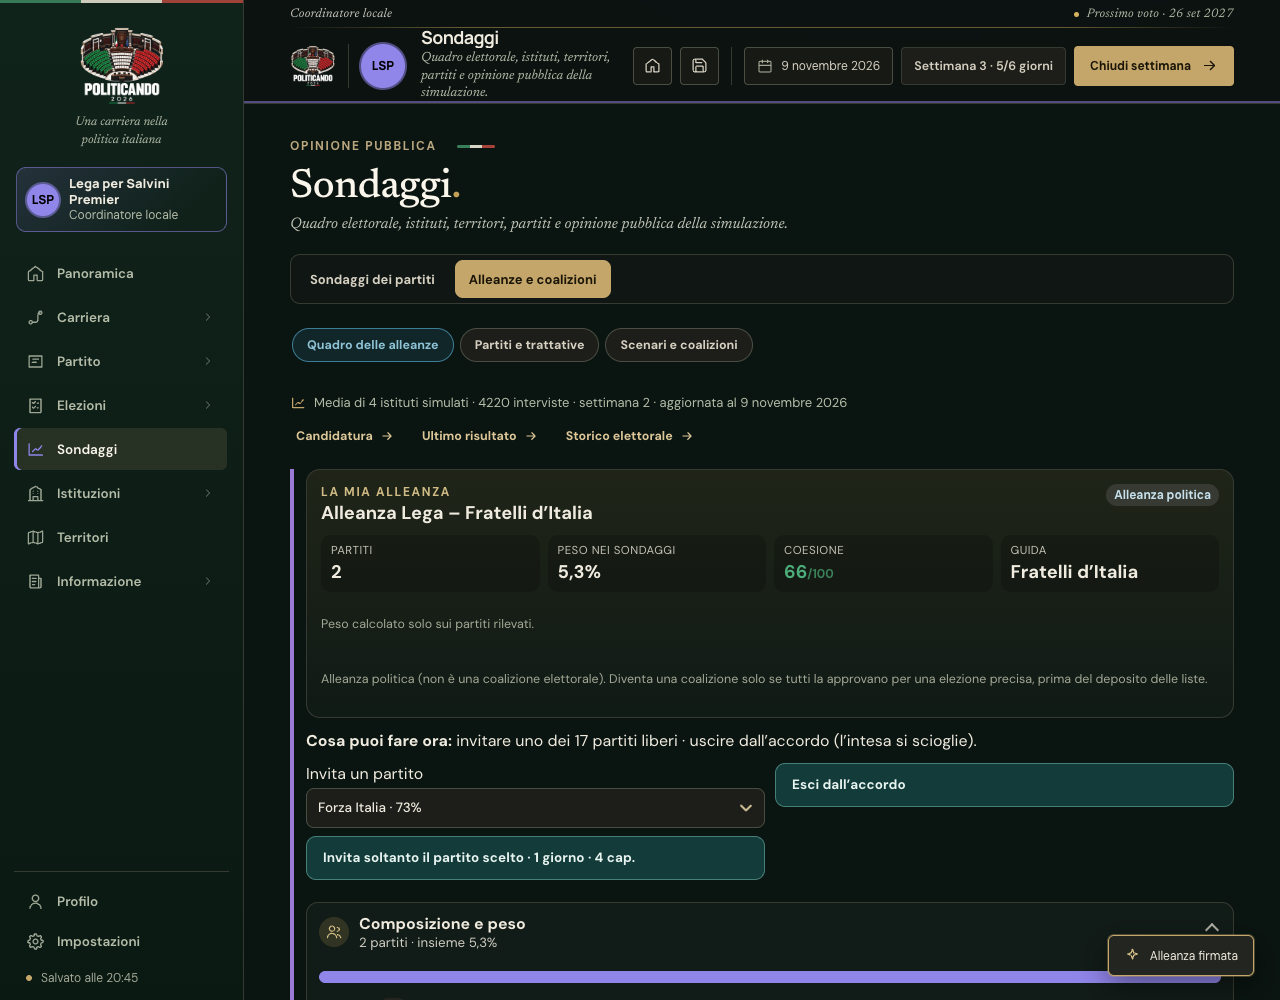 POLITICANDO
2026
Una carriera nella
politica italiana
LSP
Lega per Salvini
Premier
Coordinatore locale
Panoramica
Carriera
Partito
Elezioni
Sondaggi
Istituzioni
Territori
Informazione
Profilo
Impostazioni
Salvato alle 20:45
Coordinatore locale
Prossimo voto · 26 set 2027
POLITICANDO
LSP
Sondaggi
Quadro elettorale, istituti, territori,
partiti e opinione pubblica della
simulazione.
9 novembre 2026
Settimana 3 · 5/6 giorni
Chiudi settimana
OPINIONE PUBBLICA
Sondaggi.
Quadro elettorale, istituti, territori, partiti e opinione pubblica della simulazione.
Sondaggi dei partiti
Alleanze e coalizioni
Quadro delle alleanze
Partiti e trattative
Scenari e coalizioni
Media di 4 istituti simulati · 4220 interviste · settimana 2 · aggiornata al 9 novembre 2026
Candidatura
Ultimo risultato
Storico elettorale
LA MIA ALLEANZA
Alleanza Lega – Fratelli d’Italia
Alleanza politica
PARTITI
2
PESO NEI SONDAGGI
5,3%
COESIONE
66/100
GUIDA
Fratelli d’Italia
Peso calcolato solo sui partiti rilevati.
Alleanza politica (non è una coalizione elettorale). Diventa una coalizione solo se tutti la approvano per una elezione precisa, prima del deposito delle liste.
Cosa puoi fare ora: invitare uno dei 17 partiti liberi · uscire dall’accordo (l’intesa si scioglie).
Invita un partito
Forza Italia · 73%
Invita soltanto il partito scelto · 1 giorno · 4 cap.
Esci dall’accordo
Composizione e peso
2 partiti · insieme 5,3%
Alleanza firmata